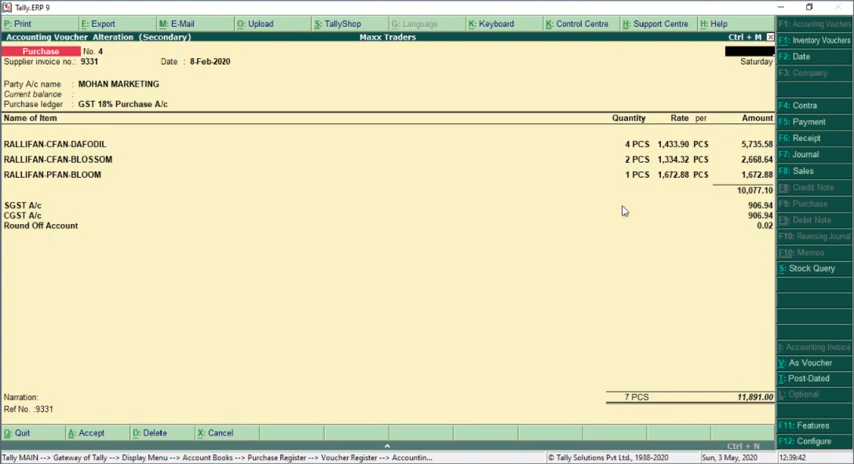 Tally.ERP 9
P: Print E: Export M: E-Mail O: Upload S: TallyShop G: Language K: Keyboard K: Control Centre H: Support Centre H: Help
Accounting Voucher Alteration (Secondary) Maxx Traders Ctrl + M
Purchase No. 4
Supplier invoice no.: 9331 Date : 8-Feb-2020 Saturday
Party A/c name : MOHAN MARKETING
Current balance :
Purchase ledger : GST 18% Purchase A/c
Name of Item Quantity Rate per Amount
RALLIFAN-CFAN-DAFODIL 4 PCS 1,433.90 PCS 5,735.58
RALLIFAN-CFAN-BLOSSOM 2 PCS 1,334.32 PCS 2,668.64
RALLIFAN-PFAN-BLOOM 1 PCS 1,672.88 PCS 1,672.88
10,077.10
SGST A/c 906.94
CGST A/c 906.94
Round Off Account 0.02
Narration: 7 PCS 11,891.00
Ref No. :9331
Q: Quit A: Accept D: Delete X: Cancel
Ctrl + N
Tally MAIN --> Gateway of Tally --> Display Menu --> Account Books --> Purchase Register --> Voucher Register --> Accountin... © Tally Solutions Pvt Ltd., 1988-2020 Sun, 3 May, 2020 12:39:42
F1: Accounting Vouchers
F1: Inventory Vouchers
F2: Date
F3: Company
F4: Contra
F5: Payment
F6: Receipt
F7: Journal
F8: Sales
F8: Credit Note
F9: Purchase
F9: Debit Note
F10: Reversing Journal
F10: Memos
S: Stock Query
I: Accounting Invoice
V: As Voucher
T: Post-Dated
L: Optional
F11: Features
F12: Configure